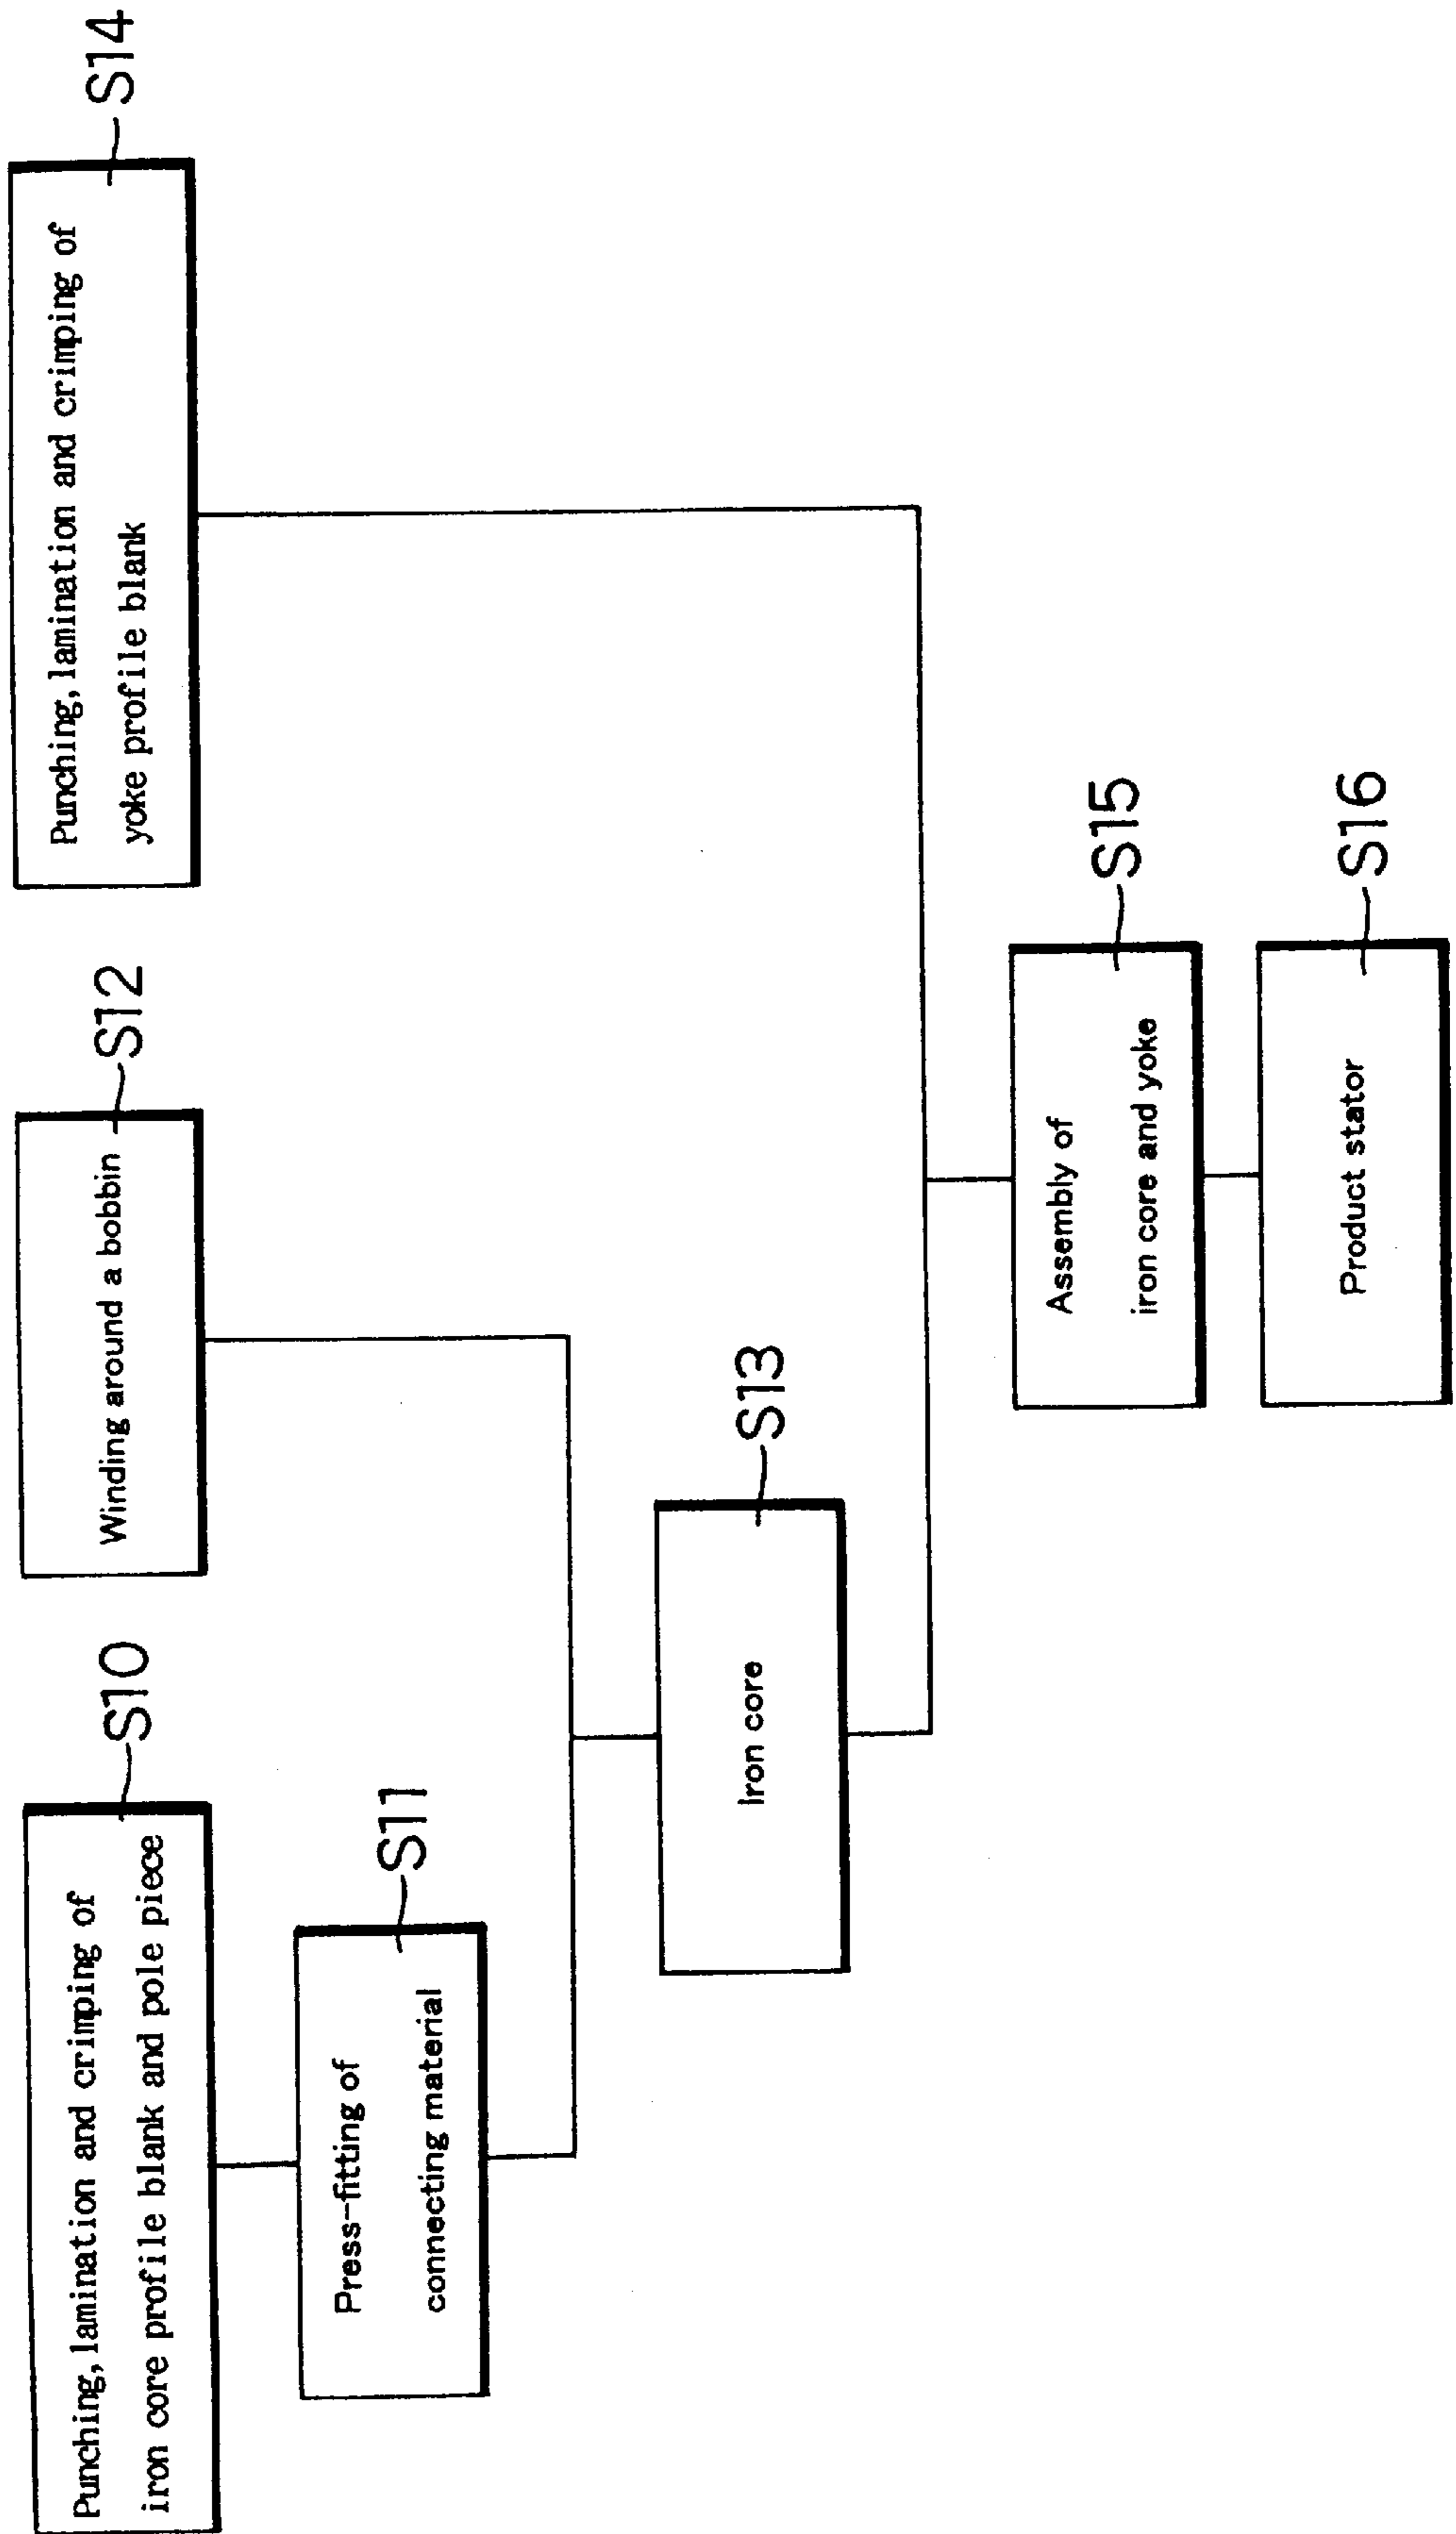 Punching, lamination and crimping of
iron core profile blank and pole piece
S10
Press-fitting of
connecting material
S11
Winding around a bobbin
S12
Iron core
S13
Punching, lamination and crimping of
yoke profile blank
S14
Assembly of
iron core and yoke
S15
Product stator
S16